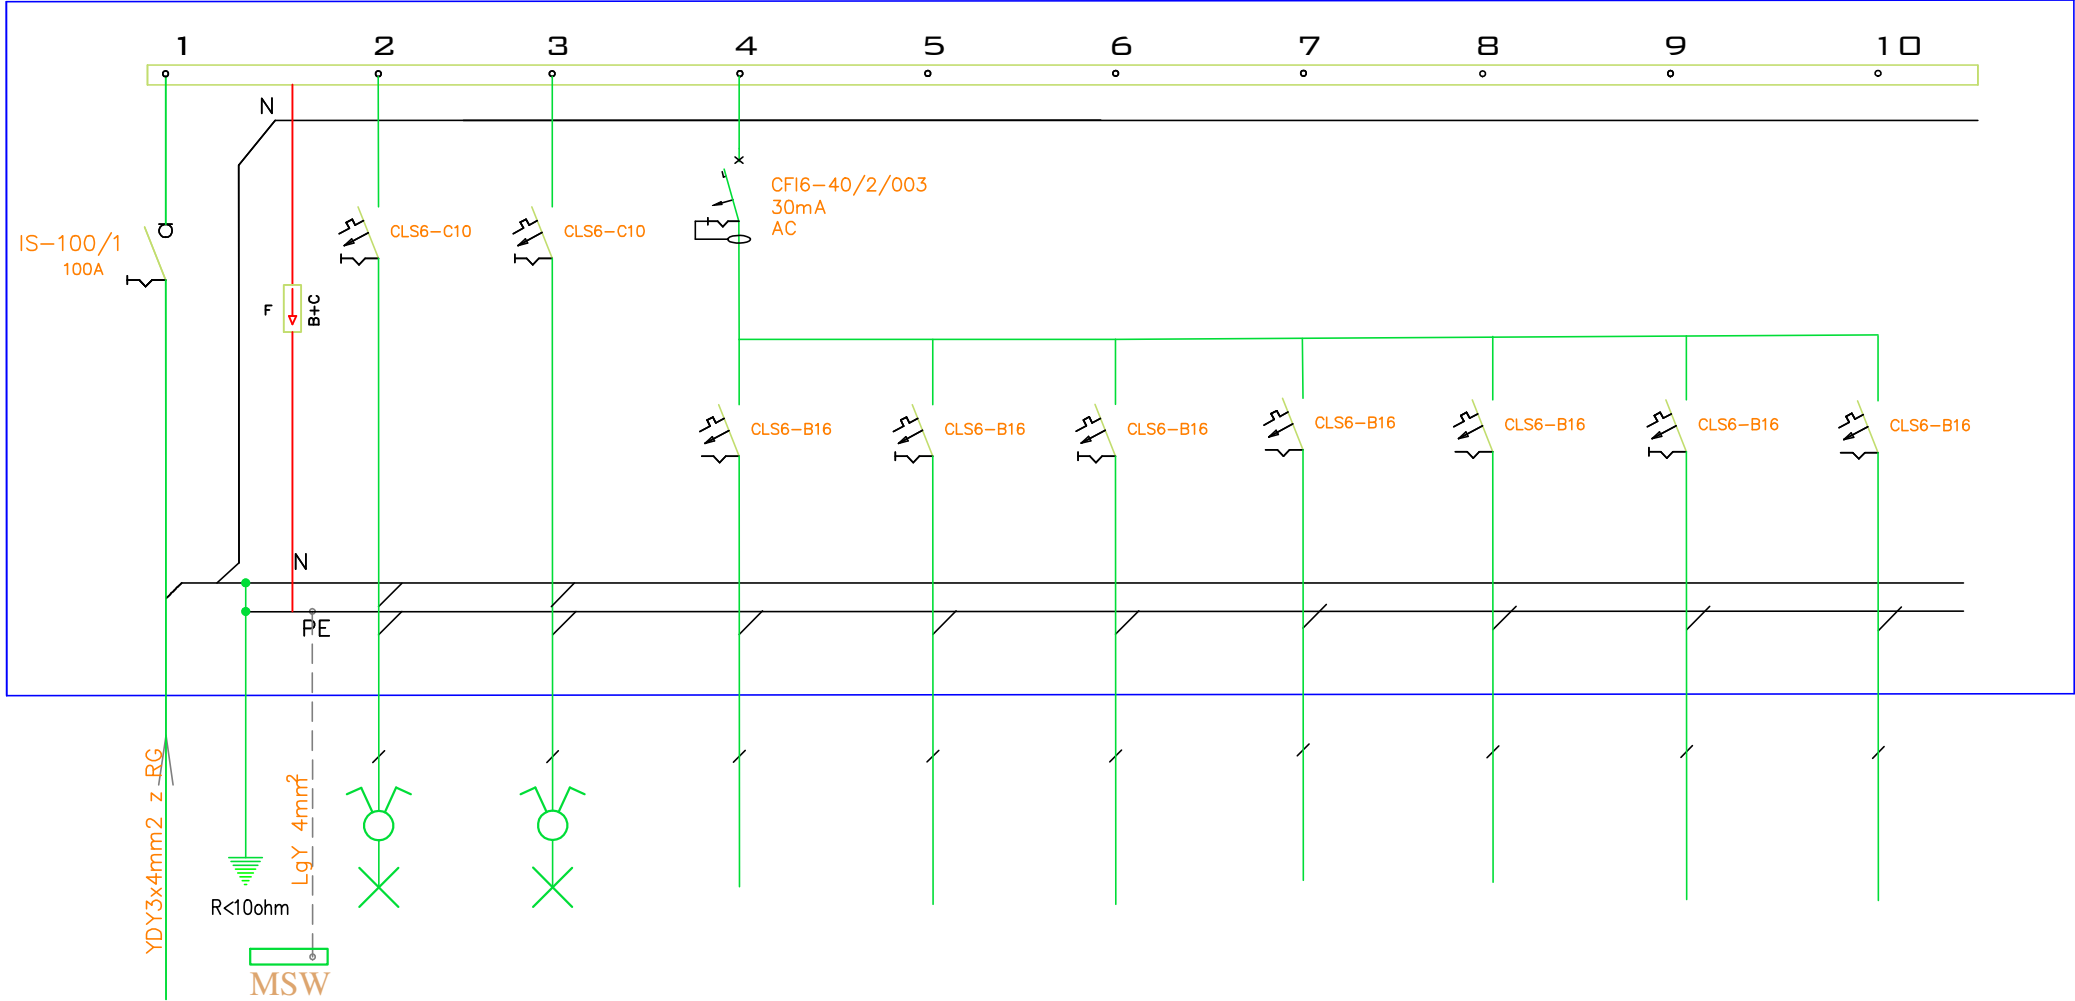 1 2 3 4 5 6 7 8 9 10
N
CFI6-40/2/003
30mA
AC
IS-100/1
100A
CLS6-C10 CLS6-C10
F B+C
CLS6-B16 CLS6-B16 CLS6-B16 CLS6-B16 CLS6-B16 CLS6-B16 CLS6-B16
N
PE
YDY3x4mm2 z RG
LgY 4mm²
R<10ohm
MSW